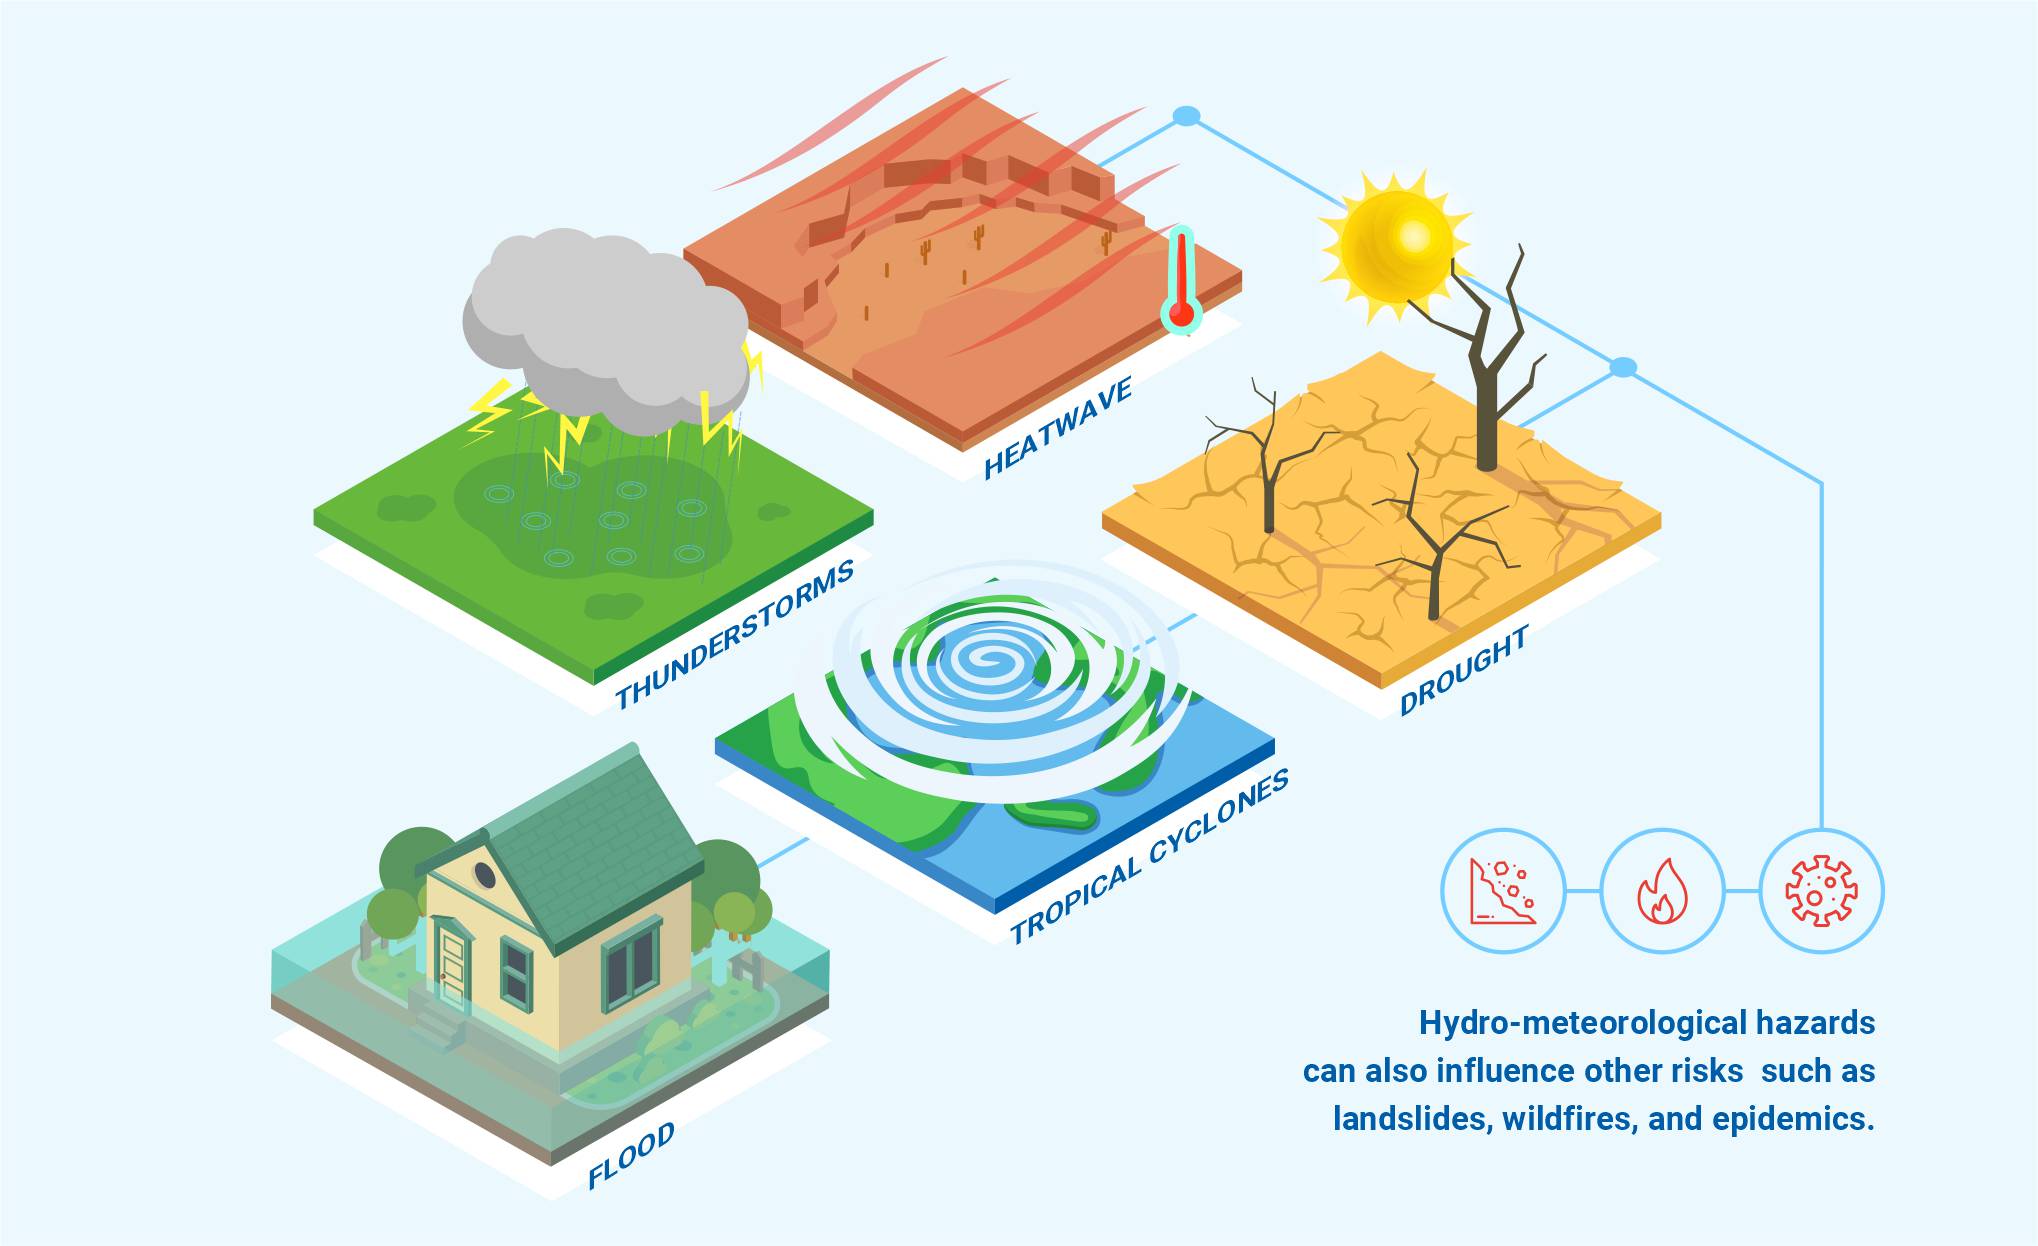 HEATWAVE
THUNDERSTORMS
DROUGHT
TROPICAL CYCLONES
FLOOD
Hydro-meteorological hazards
can also influence other risks  such as
landslides, wildfires, and epidemics.